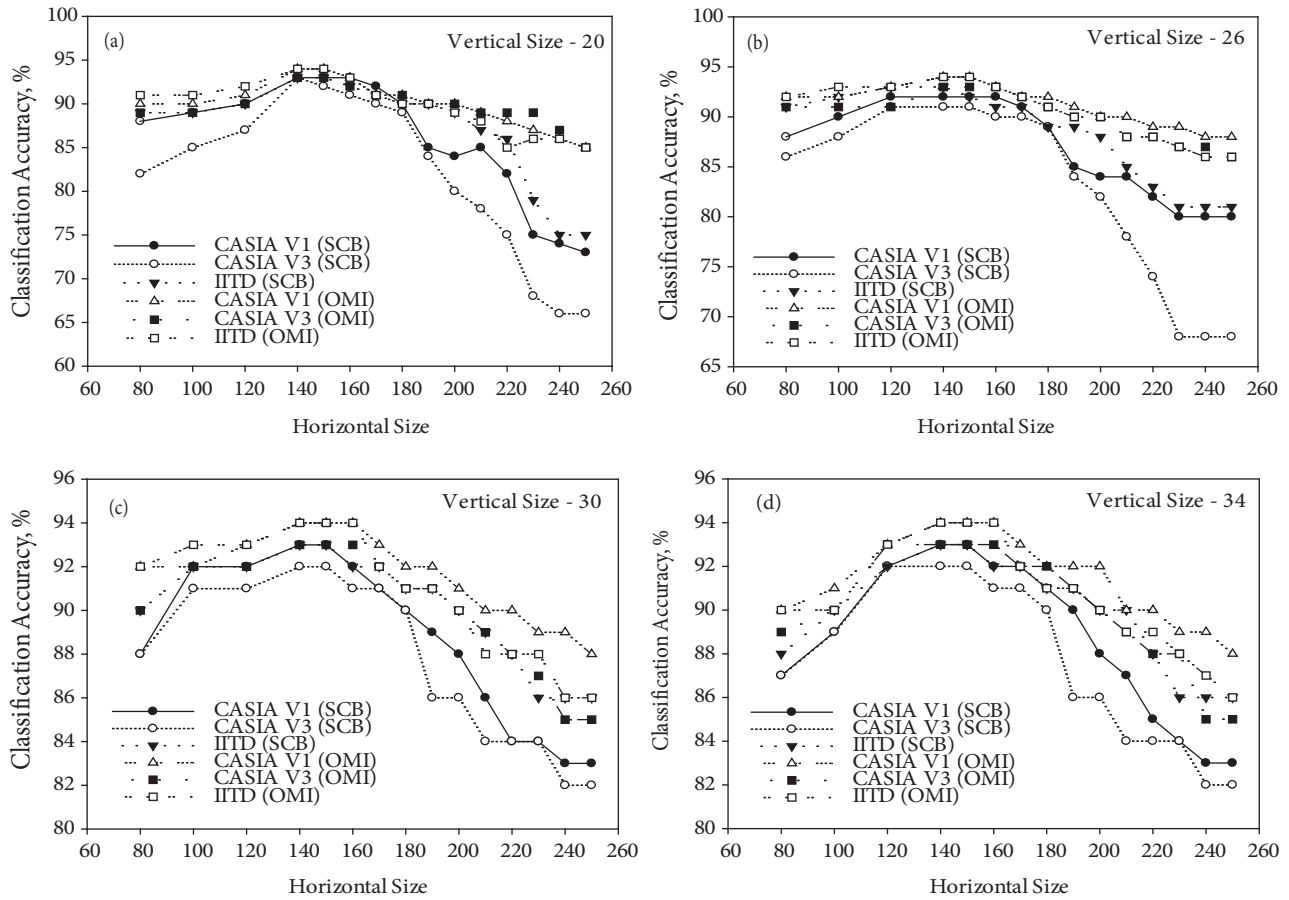 (a)
Vertical Size - 20
Classification Accuracy, %
100
95
90
85
80
75
70
65
60
CASIA V1 (SCB)
CASIA V3 (SCB)
IITD (SCB)
CASIA V1 (OMI)
CASIA V3 (OMI)
IITD (OMI)
60 80 100 120 140 160 180 200 220 240 260
Horizontal Size
(b)
Vertical Size - 26
Classification Accuracy, %
100
95
90
85
80
75
70
65
CASIA V1 (SCB)
CASIA V3 (SCB)
IITD (SCB)
CASIA V1 (OMI)
CASIA V3 (OMI)
IITD (OMI)
60 80 100 120 140 160 180 200 220 240 260
Horizontal Size
(c)
Vertical Size - 30
Classification Accuracy, %
96
94
92
90
88
86
84
82
80
CASIA V1 (SCB)
CASIA V3 (SCB)
IITD (SCB)
CASIA V1 (OMI)
CASIA V3 (OMI)
IITD (OMI)
60 80 100 120 140 160 180 200 220 240 260
Horizontal Size
(d)
Vertical Size - 34
Classification Accuracy, %
96
94
92
90
88
86
84
82
80
CASIA V1 (SCB)
CASIA V3 (SCB)
IITD (SCB)
CASIA V1 (OMI)
CASIA V3 (OMI)
IITD (OMI)
60 80 100 120 140 160 180 200 220 240 260
Horizontal Size